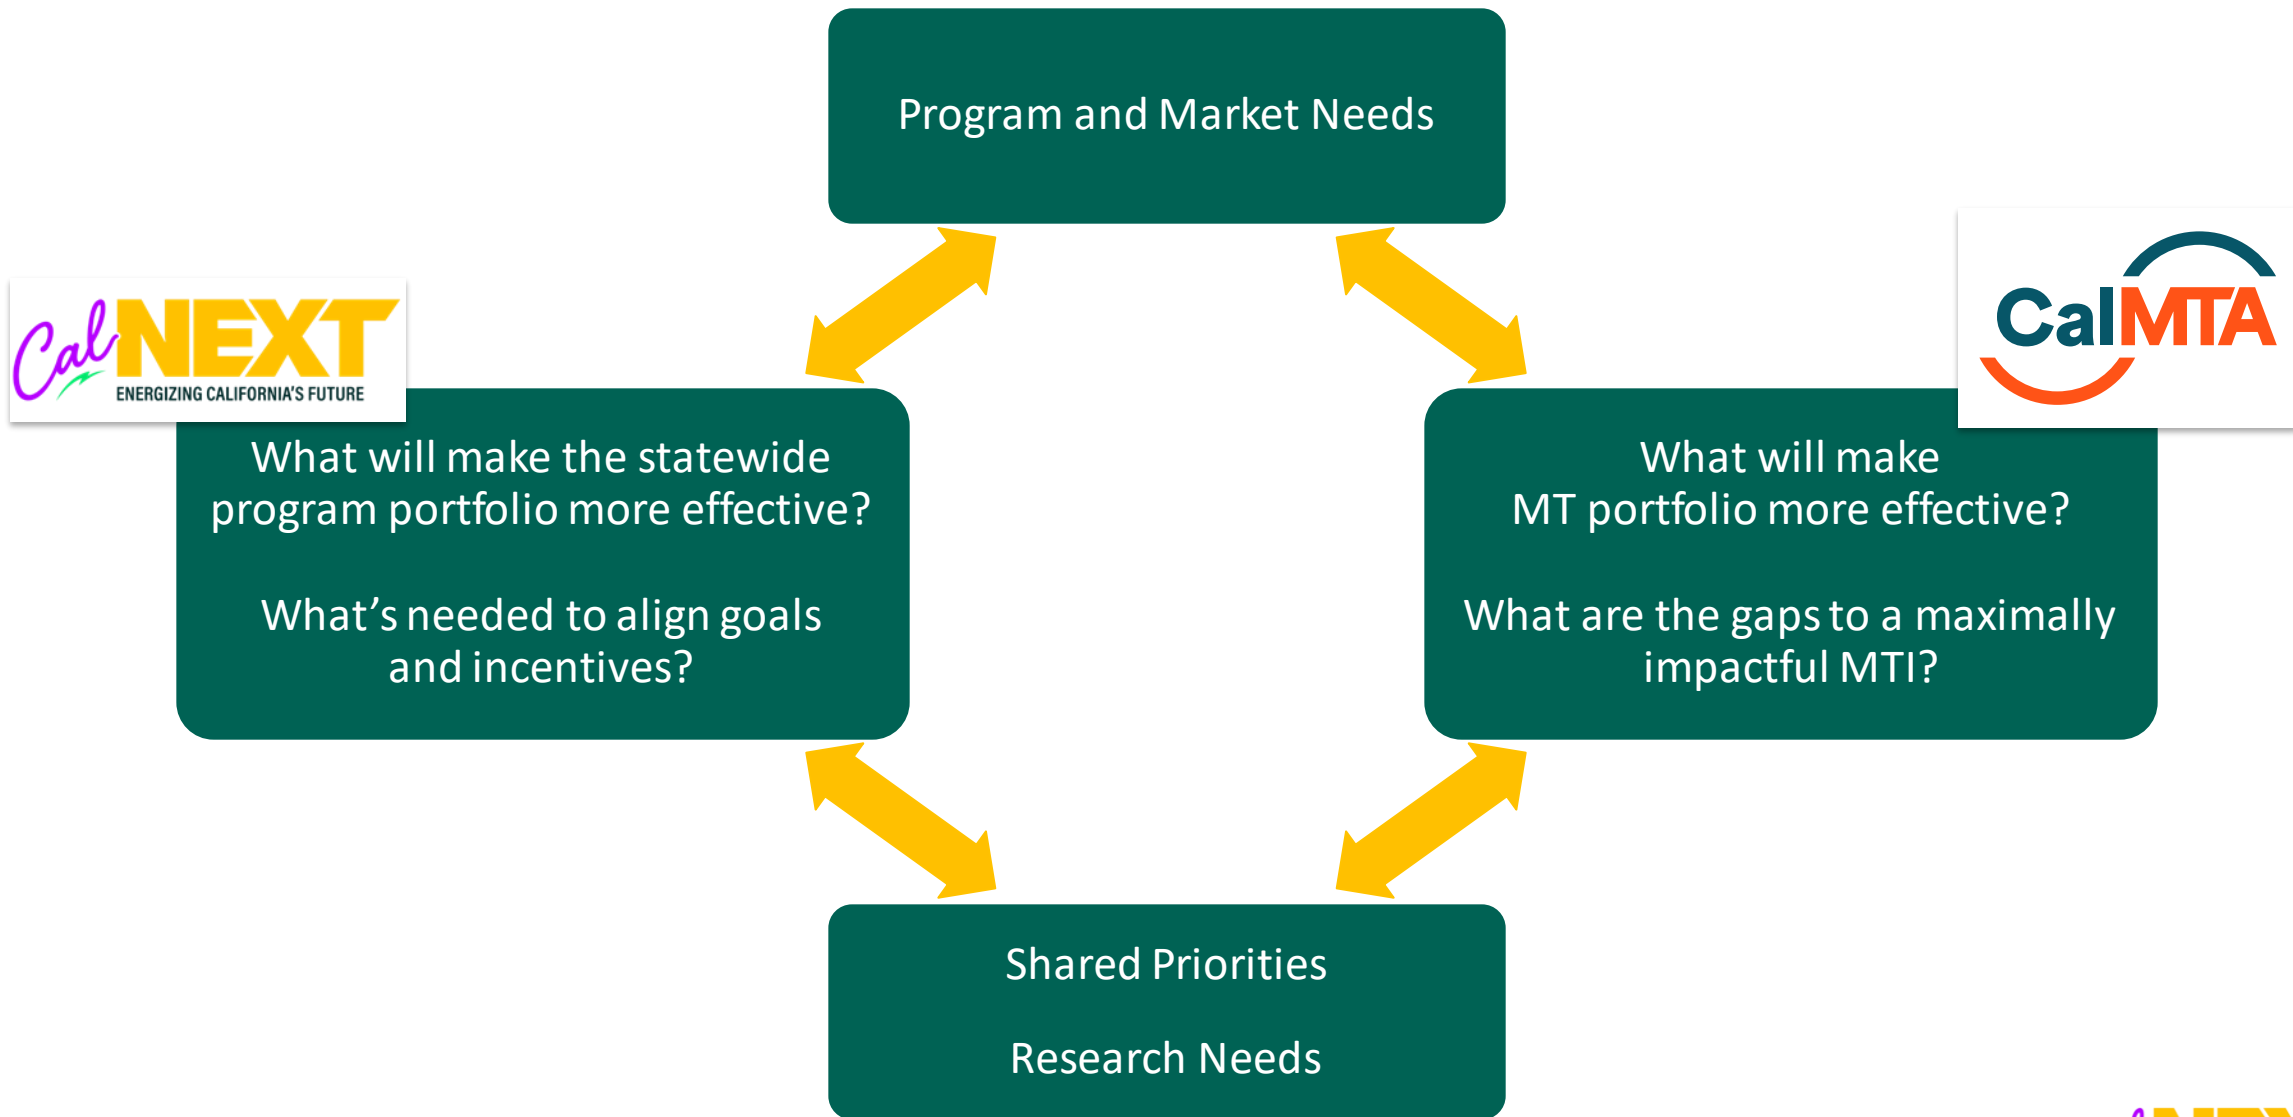 Program and Market Needs
CalNEXT
ENERGIZING CALIFORNIA'S FUTURE
CalMTA
What will make the statewide
program portfolio more effective?
What's needed to align goals
and incentives?
What will make
MT portfolio more effective?
What are the gaps to a maximally
impactful MTI?
Shared Priorities
Research Needs